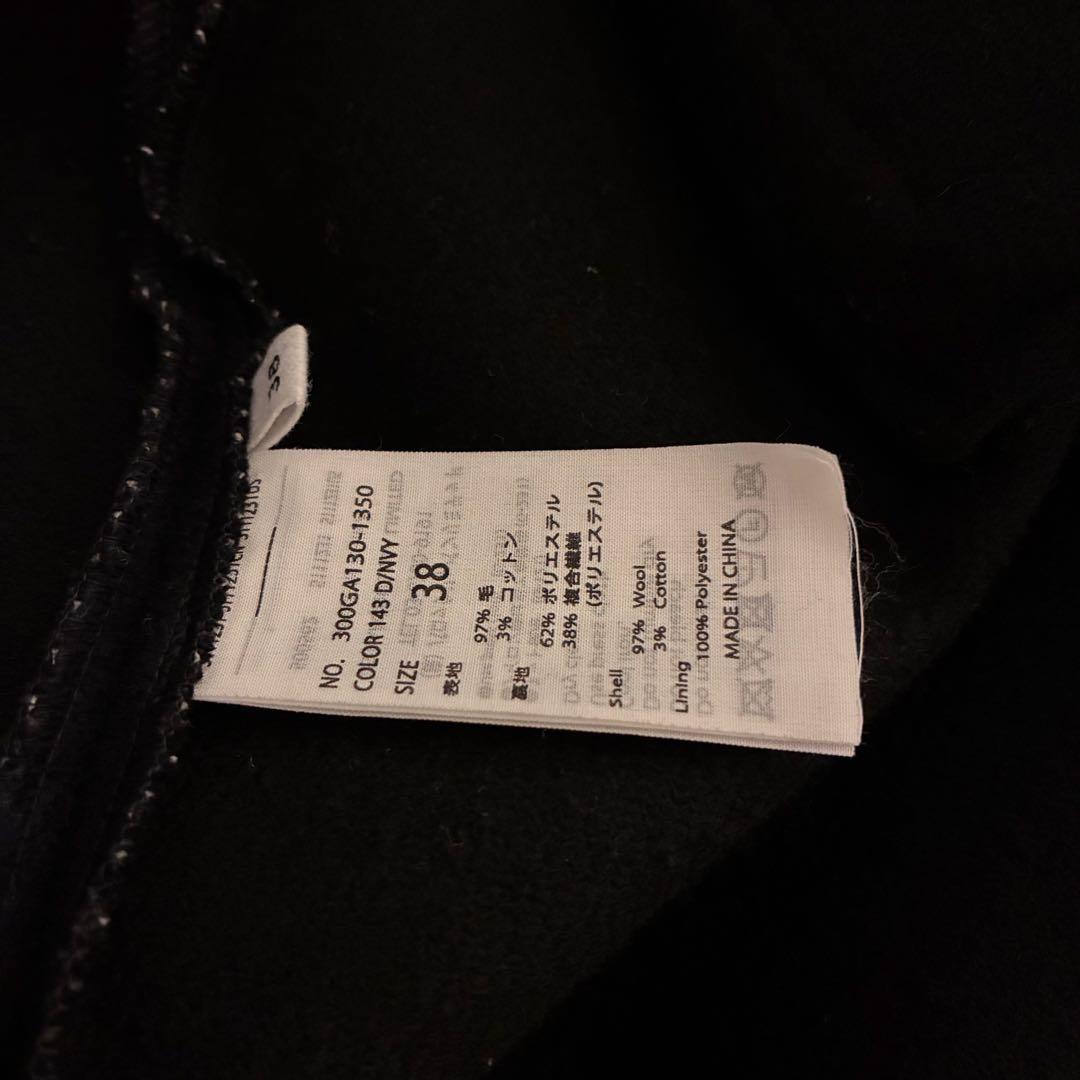 38
NO. 300GA130-1350
COLOR 143 D/NVY
SIZE 38
表地 97% 毛
3% コットン
裏地 62% ポリエステル
38% 複合繊維
(ポリエステル)
Shell 97% Wool
3% Cotton
Lining 100% Polyester
MADE IN CHINA